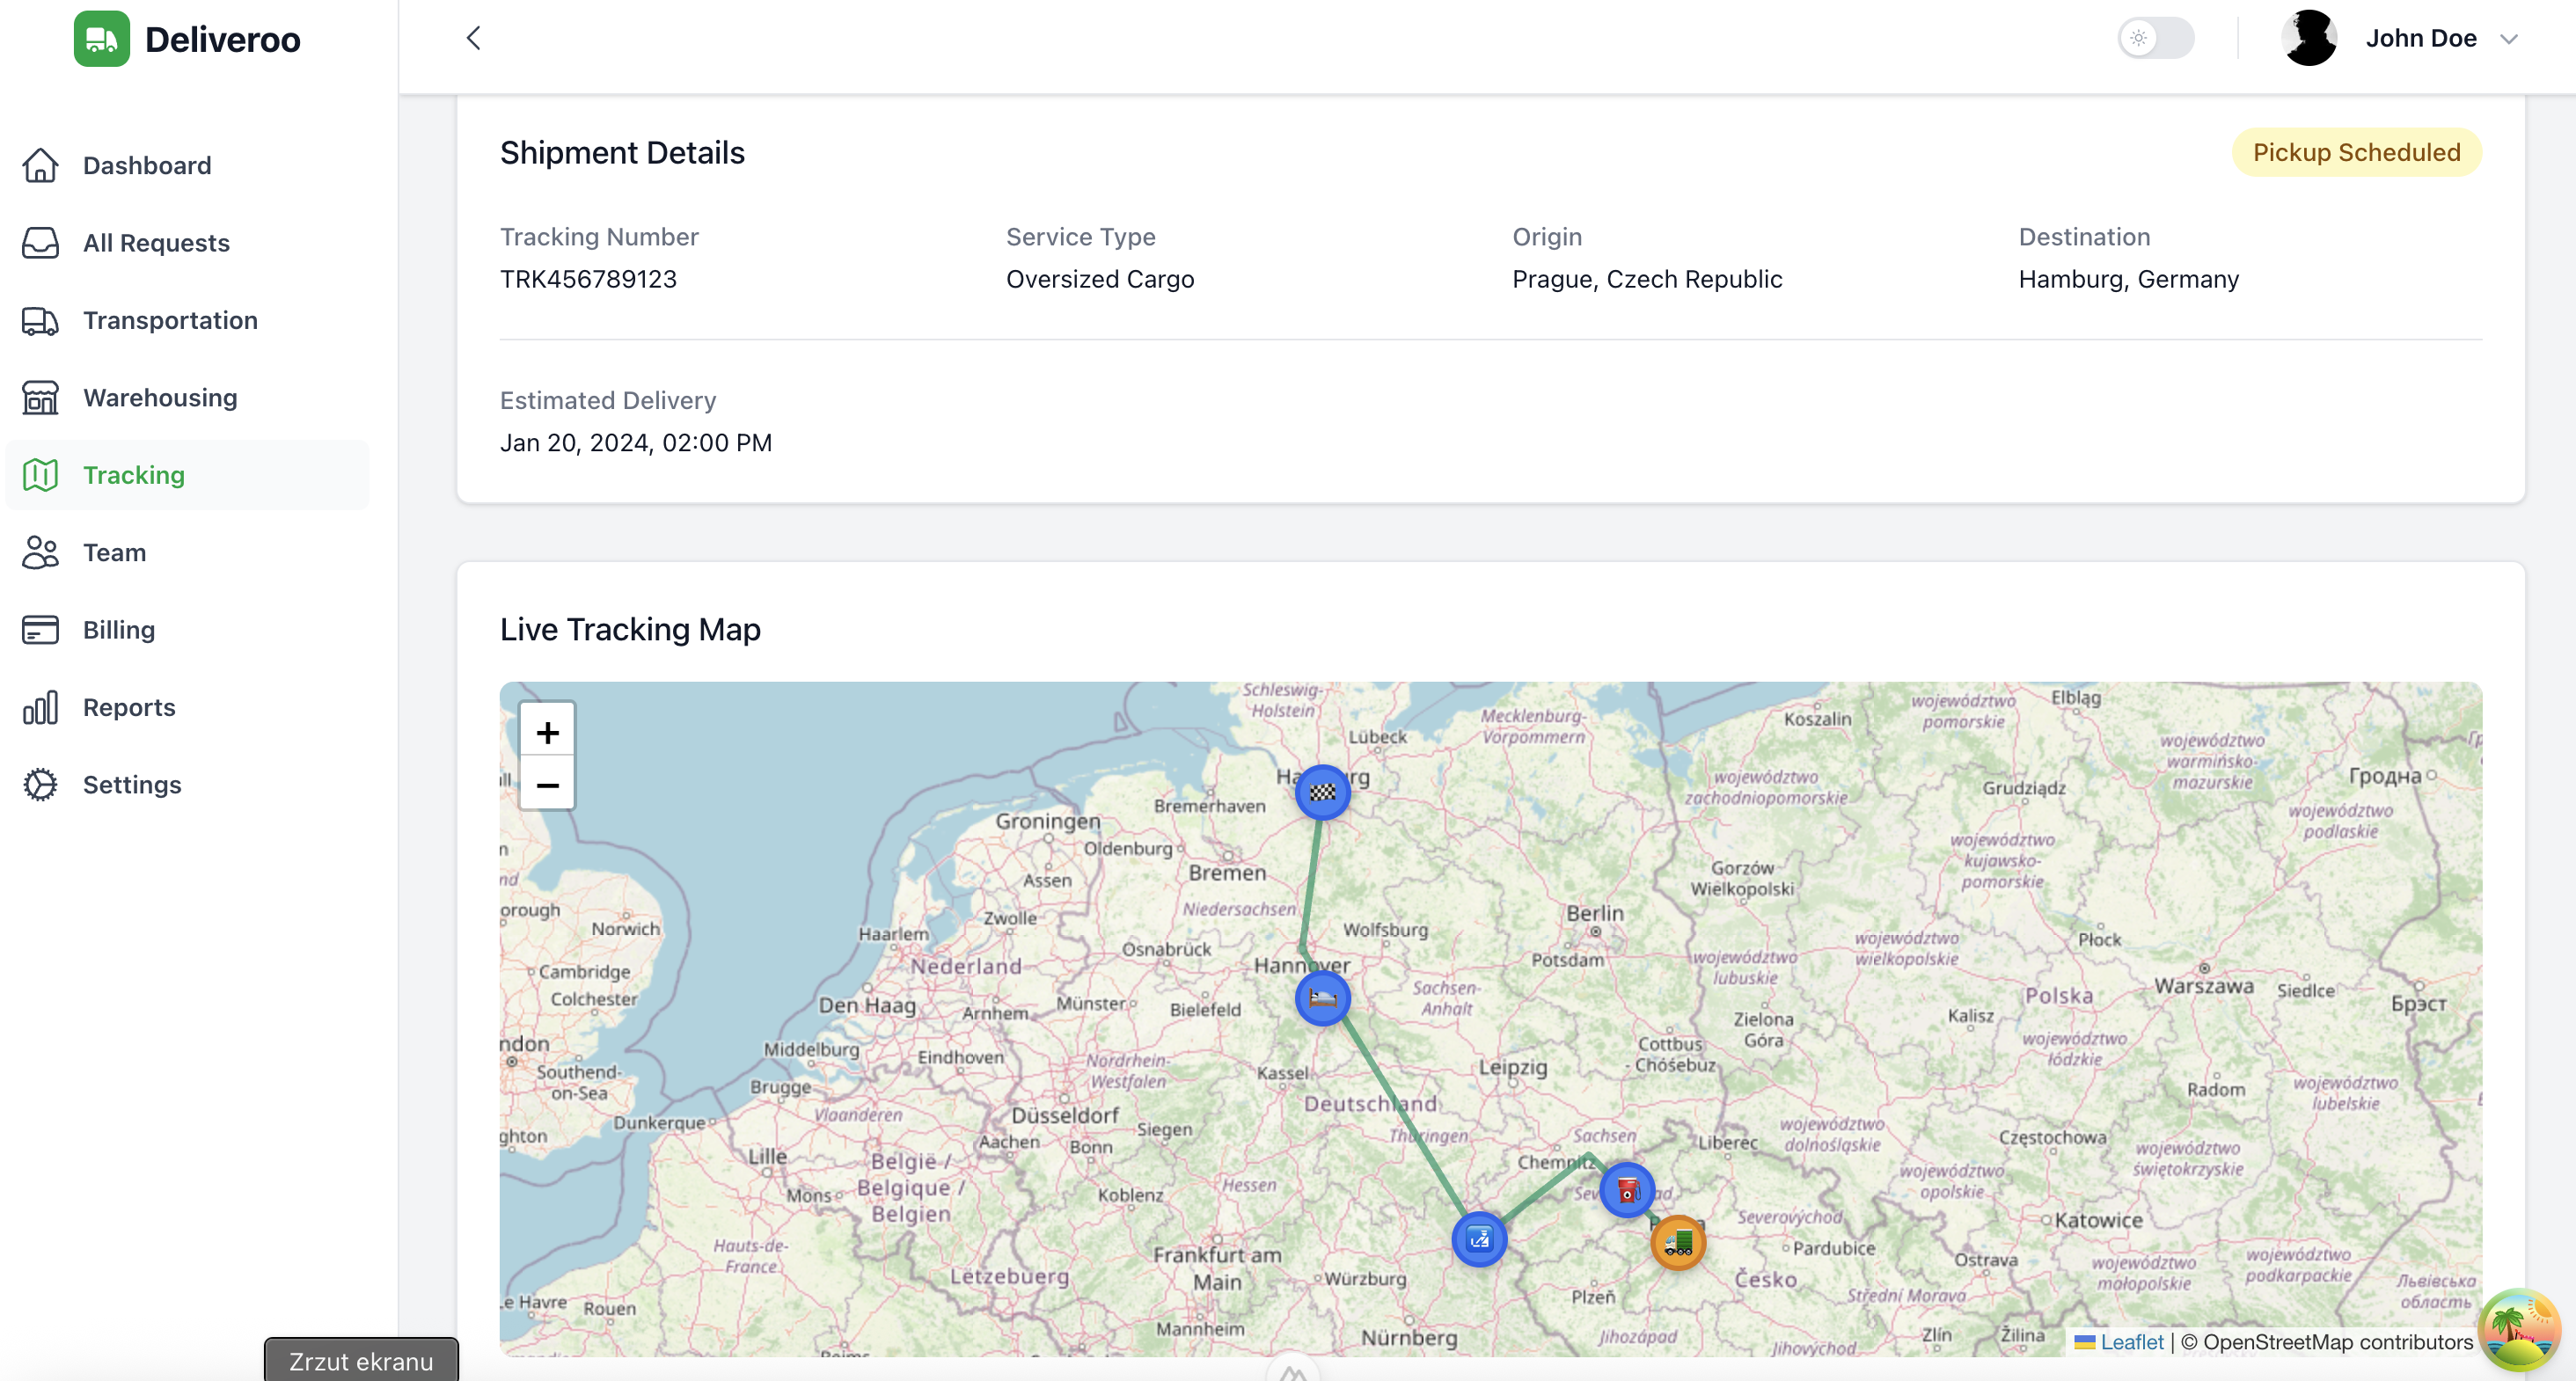 Deliveroo
John Doe
Dashboard
All Requests
Transportation
Warehousing
Tracking
Team
Billing
Reports
Settings
Shipment Details
Pickup Scheduled
Tracking Number
TRK456789123
Service Type
Oversized Cargo
Origin
Prague, Czech Republic
Destination
Hamburg, Germany
Estimated Delivery
Jan 20, 2024, 02:00 PM
Live Tracking Map
+
−
Schleswig-
Holstein
Mecklenburg-
Vorpommern
Lübeck
Koszalin
województwo
pomorskie
Elbląg
województwo
warmińsko-
mazurskie
Гродна
województwo
zachodniopomorskie
Grudziądz
województwo
podlaskie
Bremerhaven
Groningen
Oldenburg
Assen
Bremen
Niedersachsen
Zwolle
Wolfsburg
Berlin
Gorzów
Wielkopolski
województwo
kujawsko-
pomorskie
Norwich
Haarlem
Osnabrück
Hannover
Potsdam
województwo
lubuskie
województwo
wielkopolskie
Płock
Cambridge
Colchester
Nederland
Den Haag
Arnhem
Münster
Bielefeld
Sachsen-
Anhalt
Polska
Warszawa
Siedlce
Брэст
Zielona
Góra
Kalisz
Cottbus
- Chóśebuz
województwo
łódzkie
Middelburg
Eindhoven
Nordrhein-
Westfalen
Kassel
Leipzig
Southend-
on-Sea
Brugge
Vlaanderen
Düsseldorf
Deutschland
Radom
województwo
lubelskie
Dunkerque
Aachen
Bonn
Siegen
Thüringen
Sachsen
Chemnitz
Liberec
województwo
dolnośląskie
Częstochowa
województwo
świętokrzyskie
Lille
België /
Belgique /
Belgien
Mons
Koblenz
Hessen
województwo
opolskie
Severovýchod
Katowice
Hauts-de-
France
Lëtzebuerg
Frankfurt am
Main
Würzburg
Pardubice
Ostrava
Česko
województwo
małopolskie
województwo
podkarpackie
Львівська
область
Le Havre
Rouen
Plzeň
Střední Morava
Mannheim
Nürnberg
Jihozápad
Jihovýchod
Zlín
Žilina
Leaflet | © OpenStreetMap contributors
Zrzut ekranu